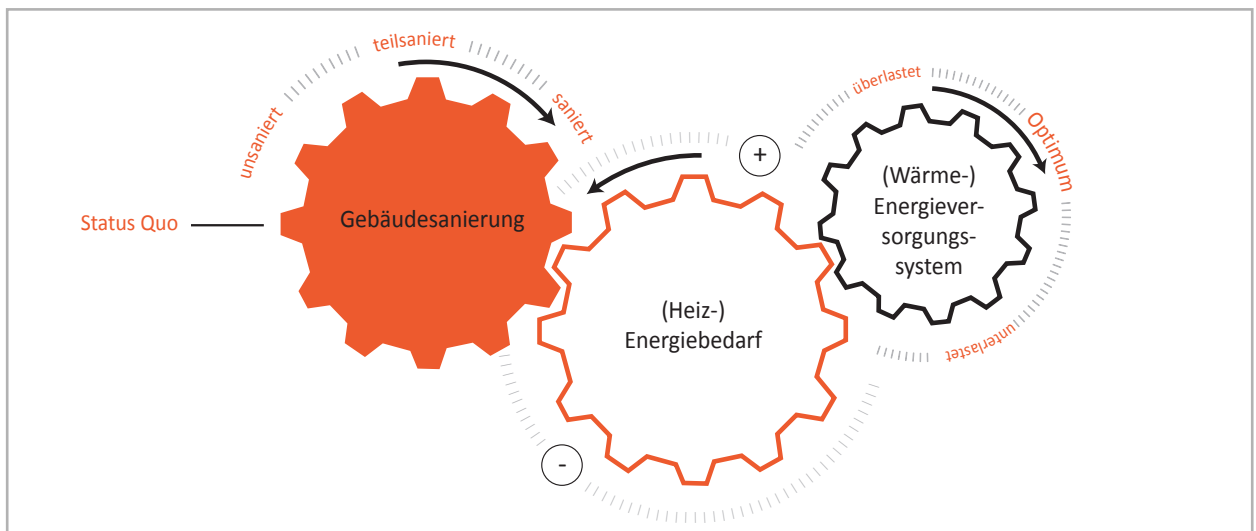 teilsaniert
unsaniert
saniert
Status Quo
Gebäudesanierung
+
(Heiz-)
Energiebedarf
-
überlastet
Optimum
(Wärme-)
Energiever-
sorgungs-
system
unterlastet